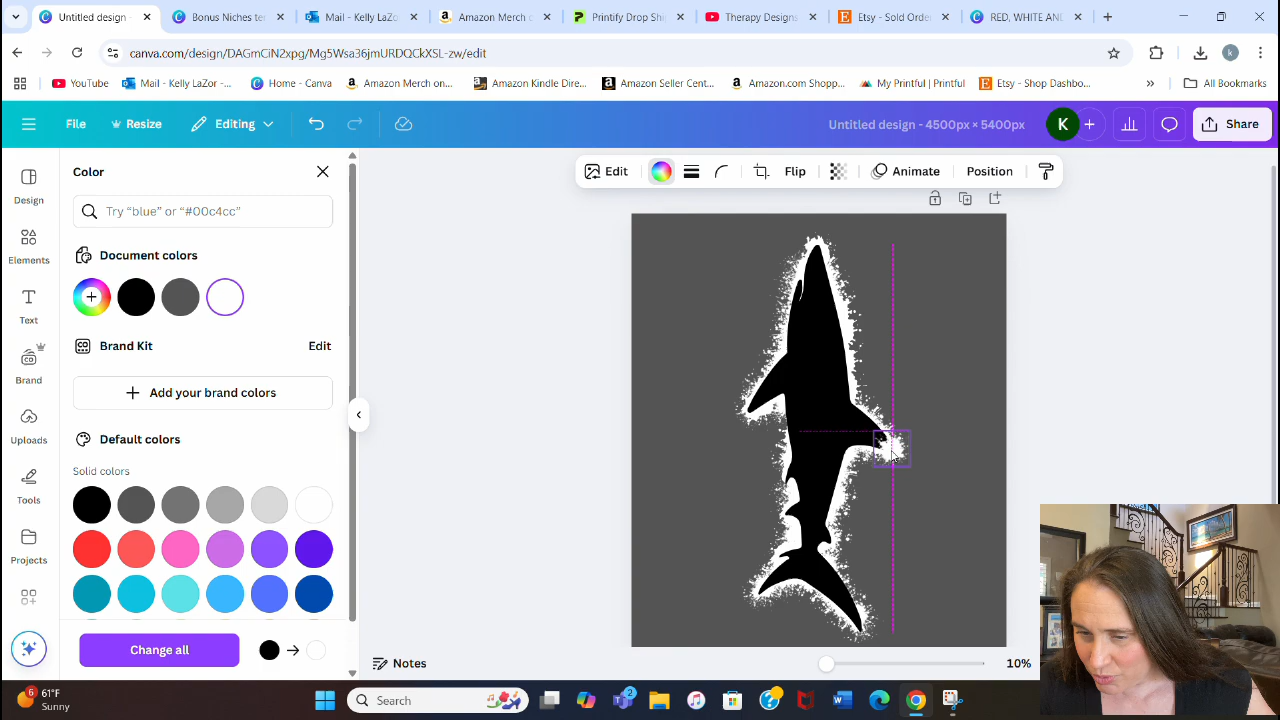 Untitled design -
Bonus Niches te
Mail - Kelly LaZo
Amazon Merch o
Printify Drop Shi
Therapy Designs
Etsy - Sold Order
RED, WHITE AN
canva.com/design/DAGmCiN2xpg/Mg5Wsa36jmURDQCkXSL-zw/edit
k
YouTube
Mail - Kelly LaZor -...
Home - Canva
Amazon Merch on...
Amazon Kindle Dire...
Amazon Seller Cent...
Amazon.com Shopp...
My Printful | Printful
Etsy - Shop Dashbo...
All Bookmarks
File
Resize
Editing
Untitled design - 4500px × 5400px
K
Share
Color
Edit
Flip
Animate
Position
Design
Try “blue” or “#00c4cc”
Elements
Document colors
Text
Brand Kit
Edit
Brand
Add your brand colors
Uploads
Default colors
Solid colors
Tools
Projects
Change all
Notes
10%
6
61°F
Sunny
Search
2